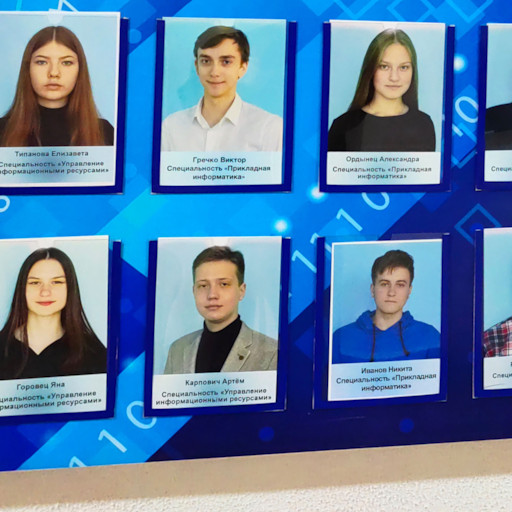 Типанова Елизавета
Специальность «Управление
информационными ресурсами»
Гречко Виктор
Специальность «Прикладная
информатика»
Ордынец Александра
Специальность «Прикладная
информатика»
Горовец Яна
Специальность «Управление
информационными ресурсами»
Карпович Артём
Специальность «Управление
информационными ресурсами»
Иванов Никита
Специальность «Прикладная
информатика»